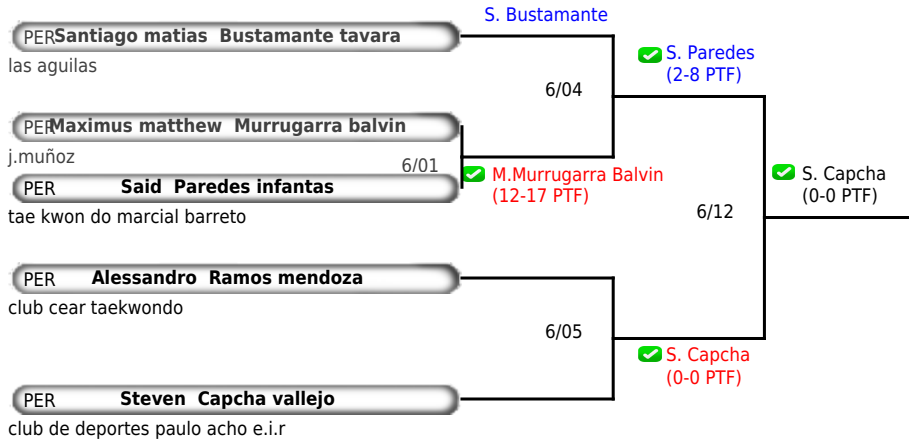 S. Bustamante
PER Santiago matias Bustamante tavara
las aguilas
6/04
S. Paredes
(2-8 PTF)
PER Maximus matthew Murrugarra balvin
j.muñoz
6/01
M.Murrugarra Balvin
(12-17 PTF)
PER Said Paredes infantas
tae kwon do marcial barreto
S. Capcha
(0-0 PTF)
6/12
PER Alessandro Ramos mendoza
club cear taekwondo
6/05
S. Capcha
(0-0 PTF)
PER Steven Capcha vallejo
club de deportes paulo acho e.i.r